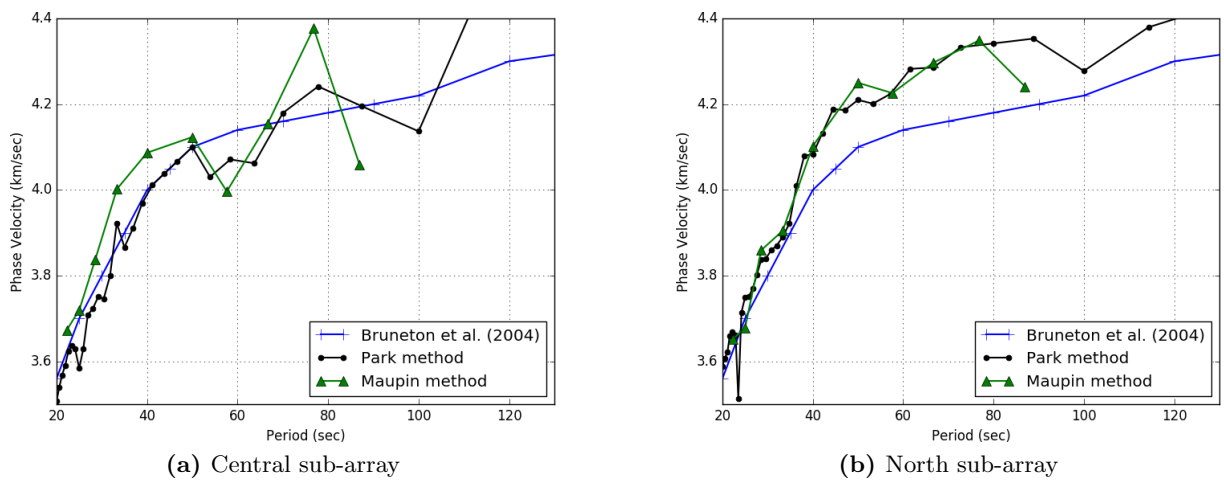 4.4
4.2
4.0
3.8
3.6
Phase Velocity (km/sec)
20 40 60 80 100 120
Period (sec)
Bruneton et al. (2004)
Park method
Maupin method
(a) Central sub-array
4.4
4.2
4.0
3.8
3.6
Phase Velocity (km/sec)
20 40 60 80 100 120
Period (sec)
Bruneton et al. (2004)
Park method
Maupin method
(b) North sub-array